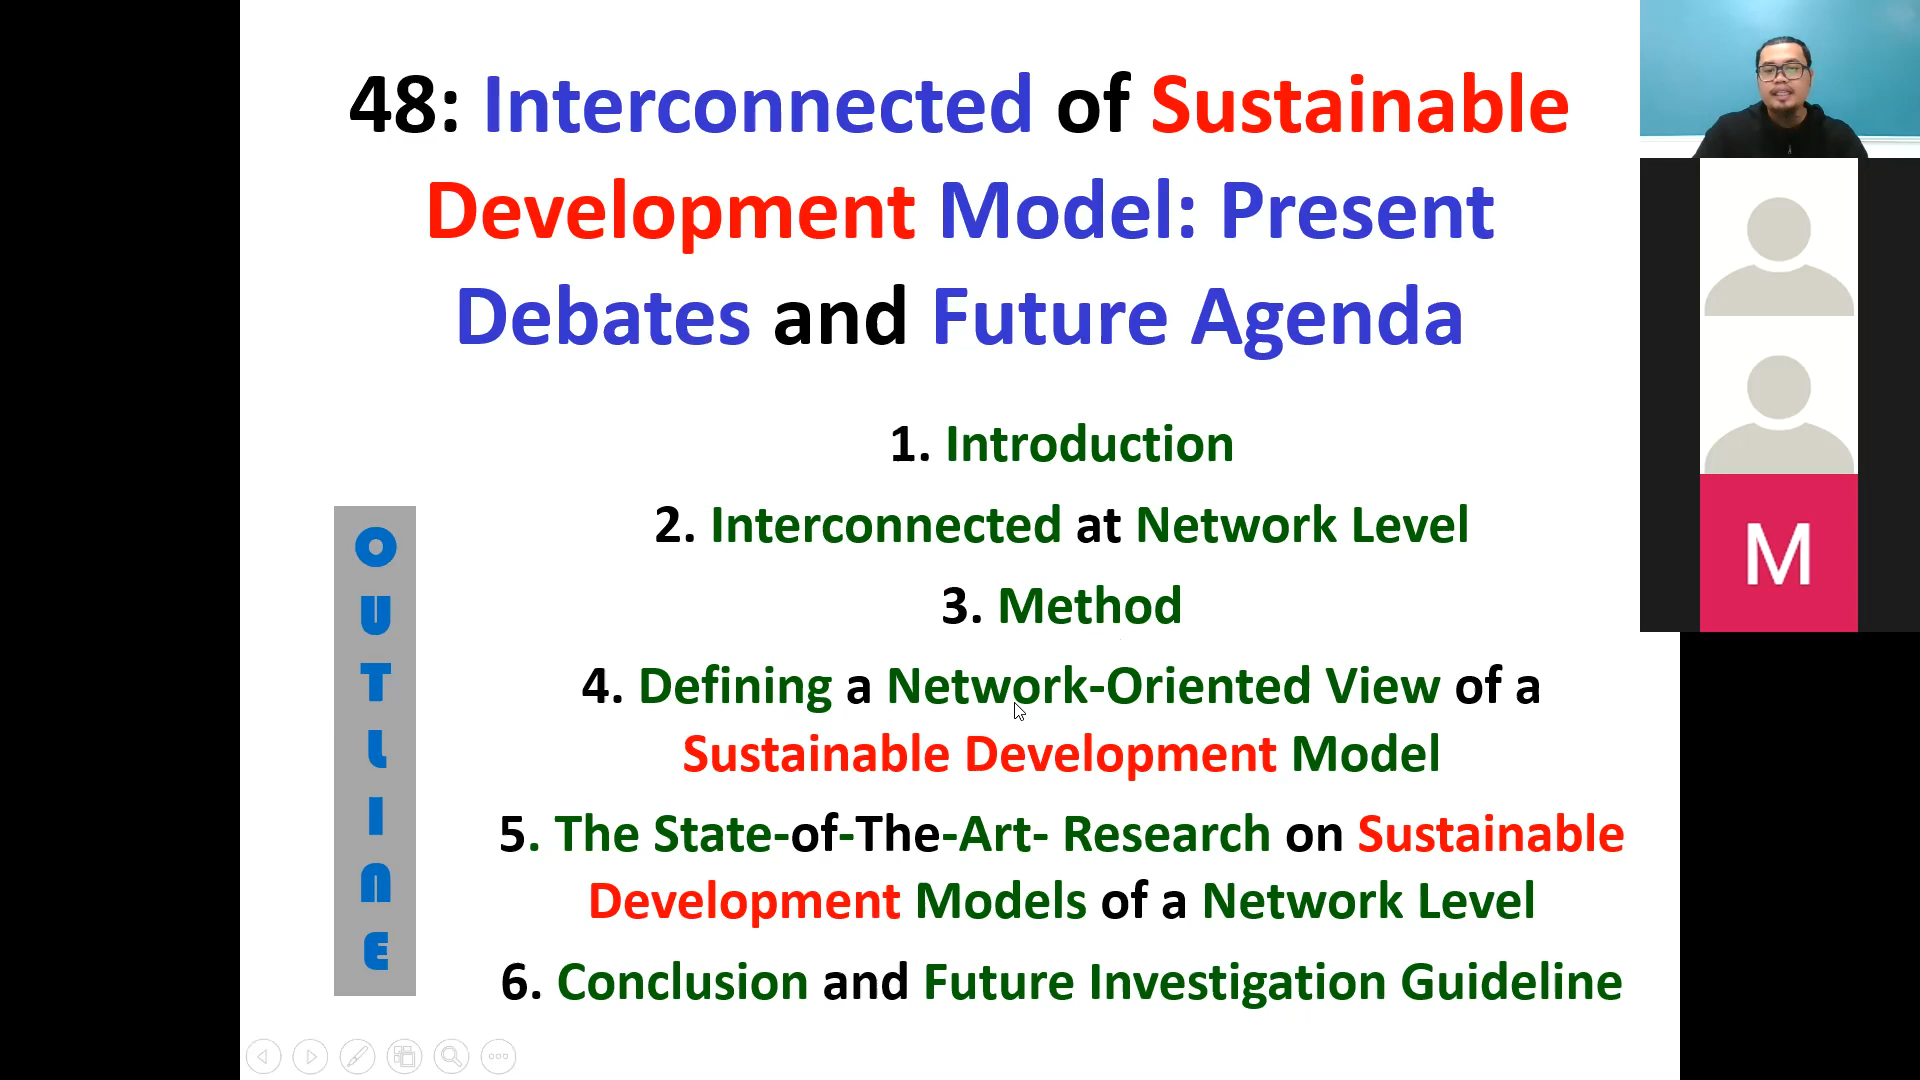 48: Interconnected of Sustainable
Development Model: Present
Debates and Future Agenda
OUTLINE
1. Introduction
2. Interconnected at Network Level
3. Method
4. Defining a Network-Oriented View of a
Sustainable Development Model
5. The State-of-The-Art- Research on Sustainable
Development Models of a Network Level
6. Conclusion and Future Investigation Guideline
M